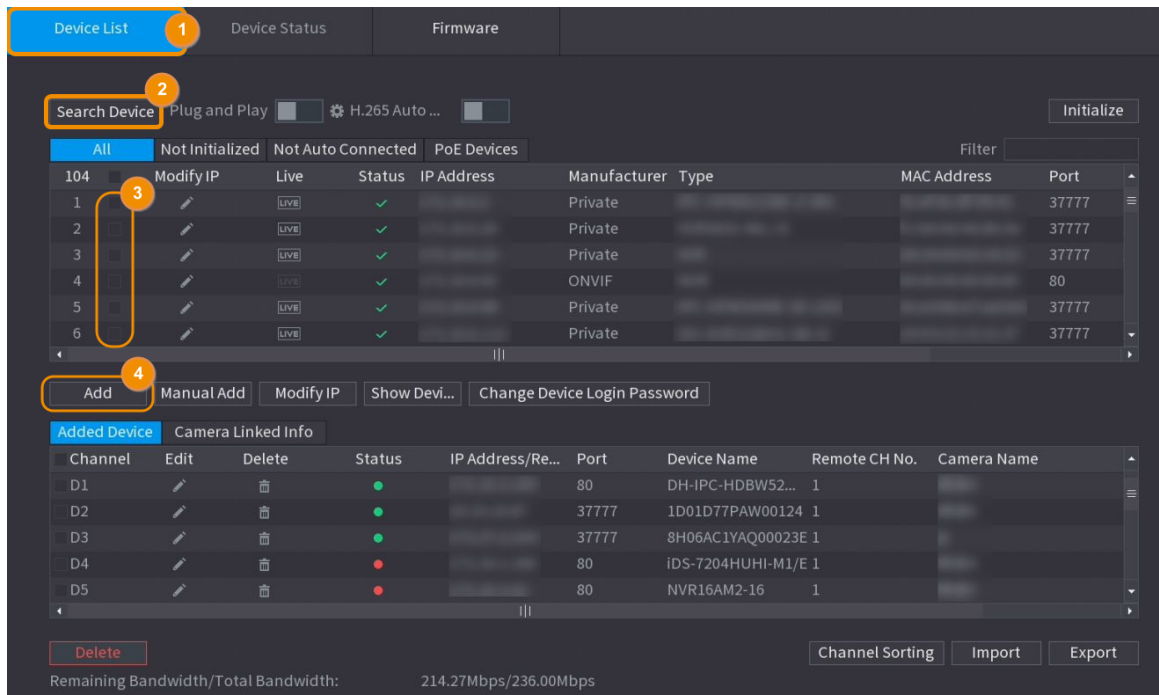 Device List 1 Device Status Firmware
2
Search Device Plug and Play H.265 Auto ... Initialize
All Not Initialized Not Auto Connected PoE Devices Filter
104 Modify IP Live Status IP Address Manufacturer Type MAC Address Port
3
1 LIVE Private 37777
2 LIVE Private 37777
3 LIVE Private 37777
4 LIVE ONVIF 80
5 LIVE Private 37777
6 LIVE Private 37777
4
Add Manual Add Modify IP Show Devi... Change Device Login Password
Added Device Camera Linked Info
Channel Edit Delete Status IP Address/Re... Port Device Name Remote CH No. Camera Name
D1 80 DH-IPC-HDBW52... 1
D2 37777 1D01D77PAW00124 1
D3 37777 8H06AC1YAQ00023E 1
D4 80 iDS-7204HUHI-M1/E 1
D5 80 NVR16AM2-16 1
Delete Channel Sorting Import Export
Remaining Bandwidth/Total Bandwidth: 214.27Mbps/236.00Mbps